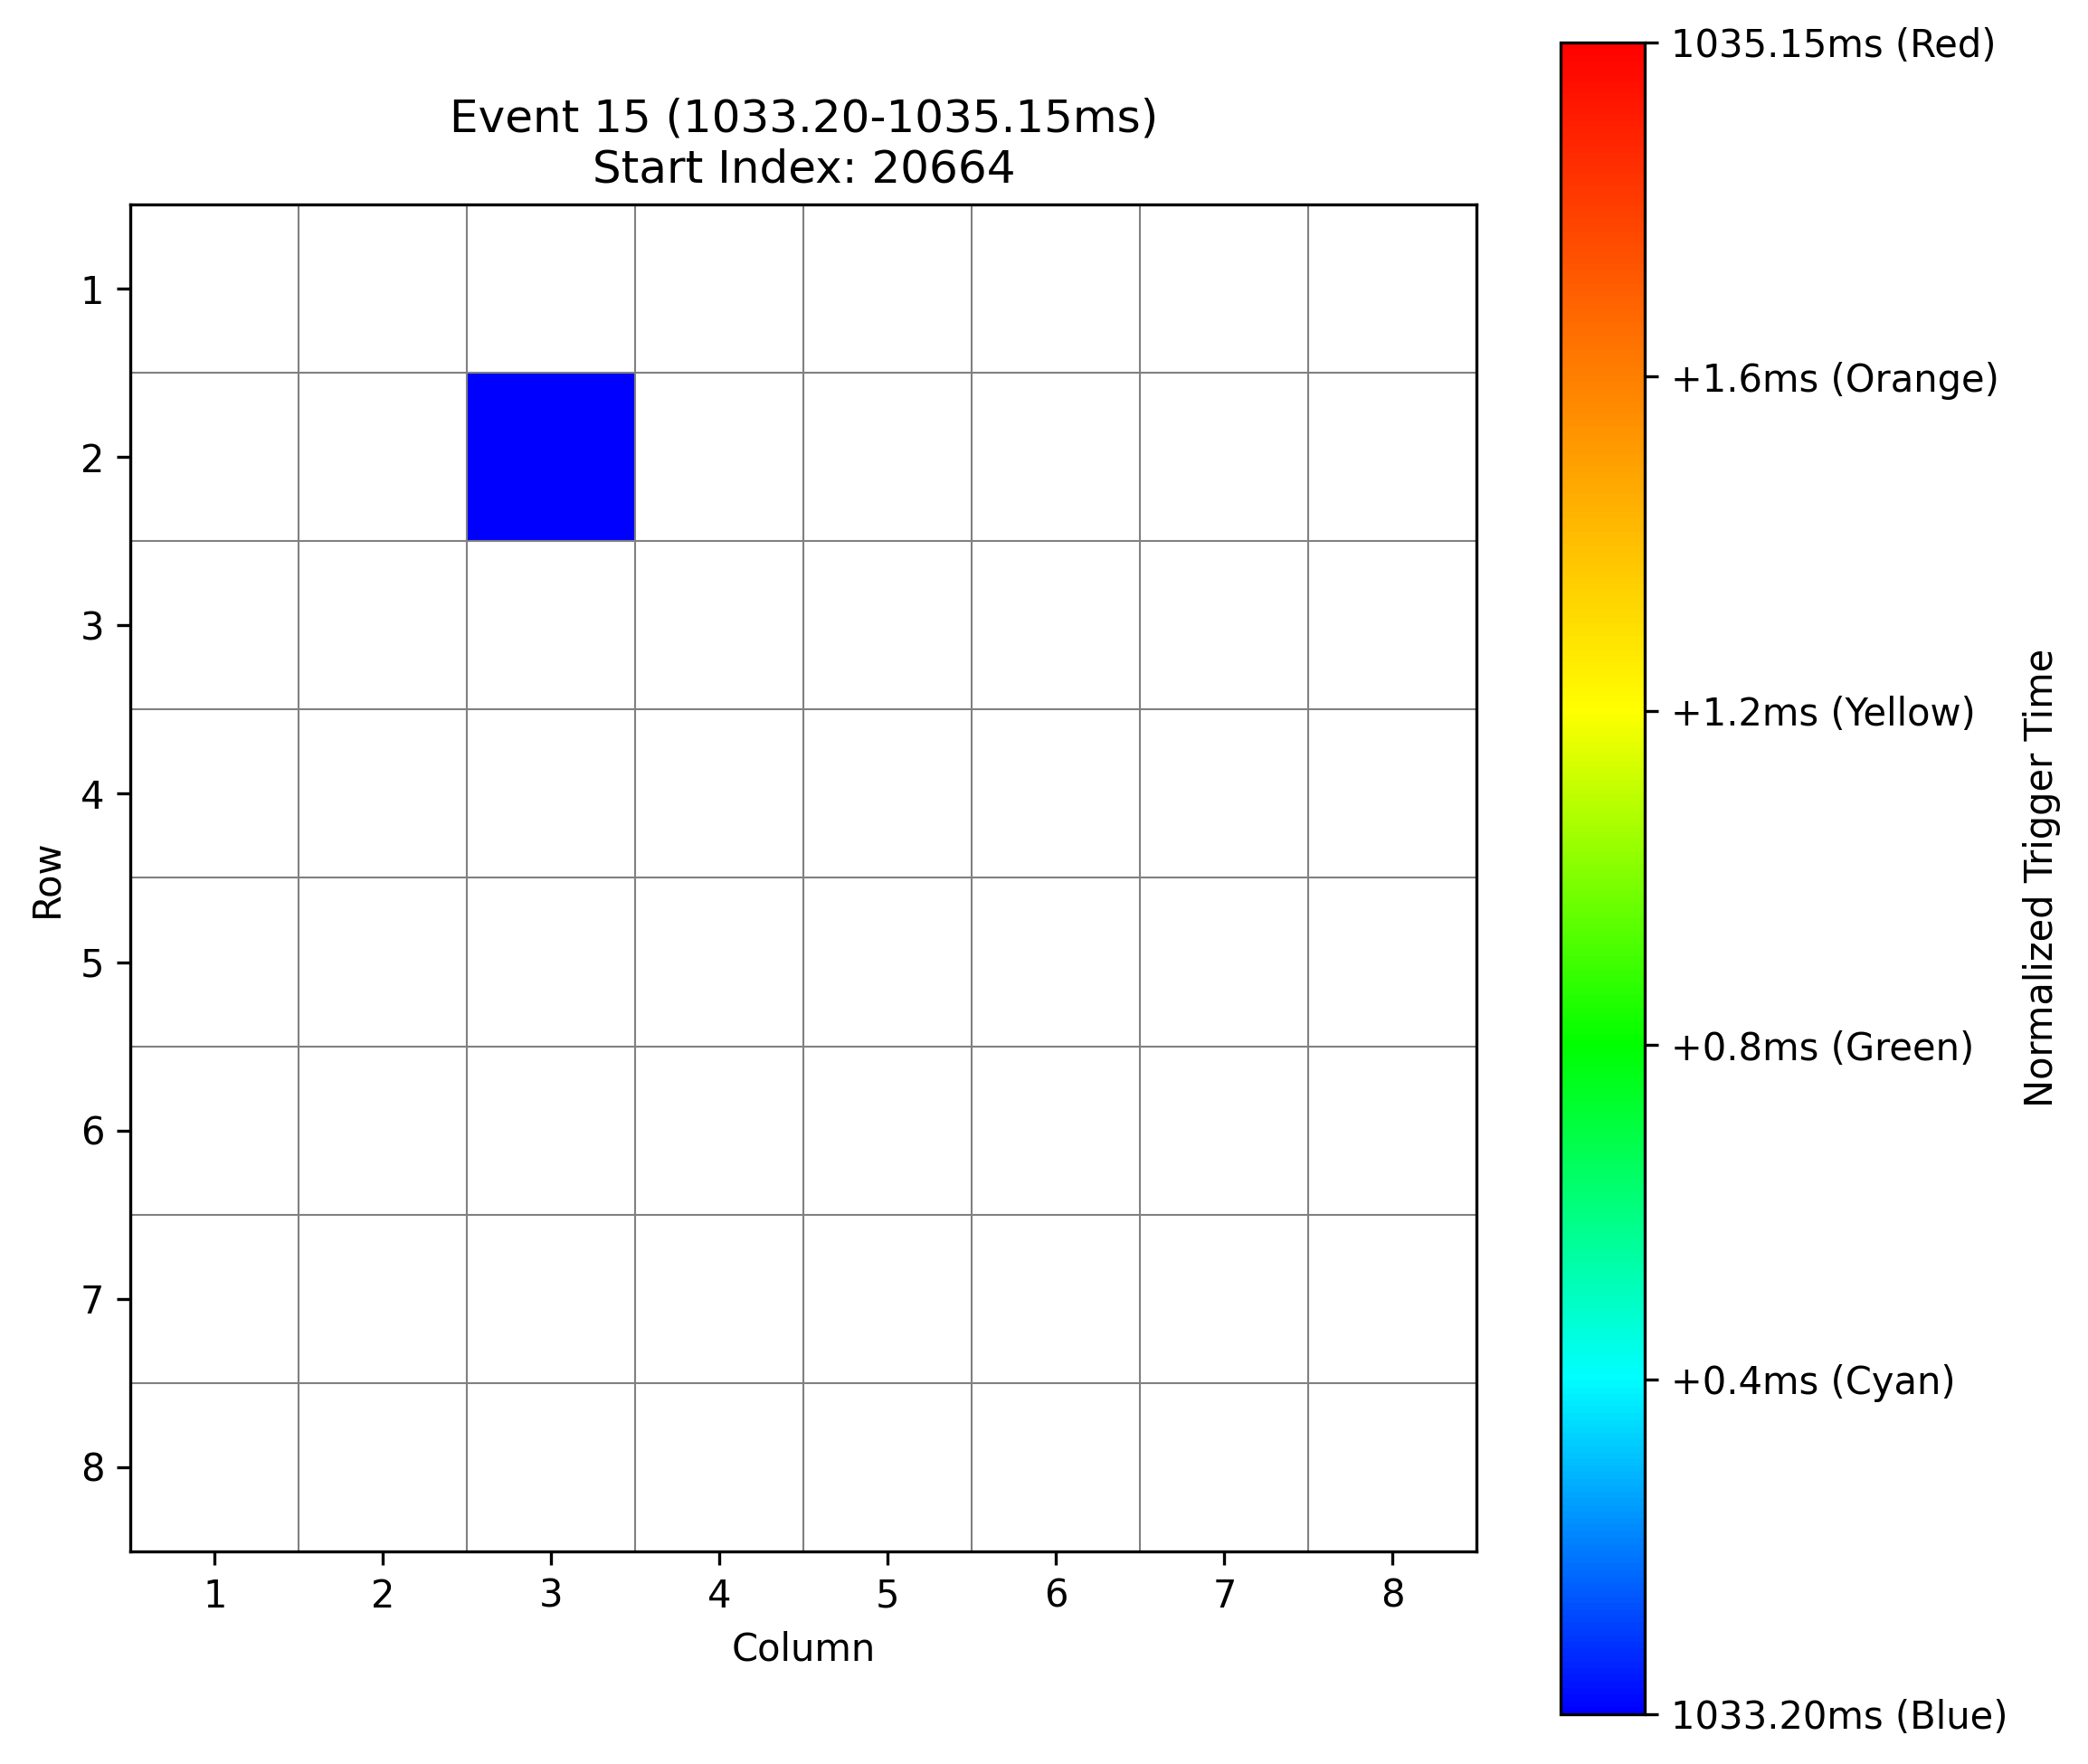 Event 15 (1033.20-1035.15ms)
Start Index: 20664
1
2
3
4
5
6
7
8
Row
1 2 3 4 5 6 7 8
Column
1035.15ms (Red)
+1.6ms (Orange)
+1.2ms (Yellow)
+0.8ms (Green)
+0.4ms (Cyan)
1033.20ms (Blue)
Normalized Trigger Time